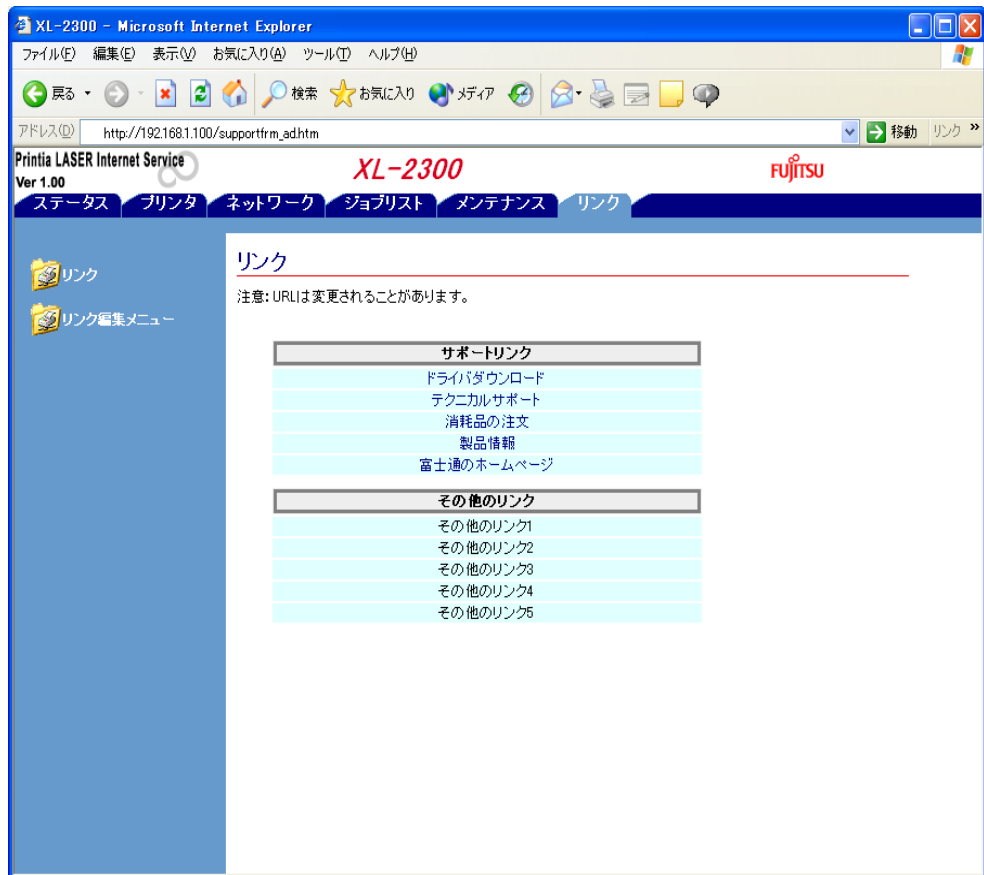 XL-2300 - Microsoft Internet Explorer
ファイル(F) 編集(E) 表示(V) お気に入り(A) ツール(T) ヘルプ(H)
戻る 検索 お気に入り メディア
アドレス(D) http://192.168.1.100/supportfrm_ad.htm 移動 リンク »
Printia LASER Internet Service
Ver 1.00
XL-2300
FUJITSU
ステータス プリンタ ネットワーク ジョブリスト メンテナンス リンク
リンク
リンク編集メニュー
リンク
注意: URLは変更されることがあります。
サポートリンク
ドライバダウンロード
テクニカルサポート
消耗品の注文
製品情報
富士通のホームページ
その他のリンク
その他のリンク1
その他のリンク2
その他のリンク3
その他のリンク4
その他のリンク5